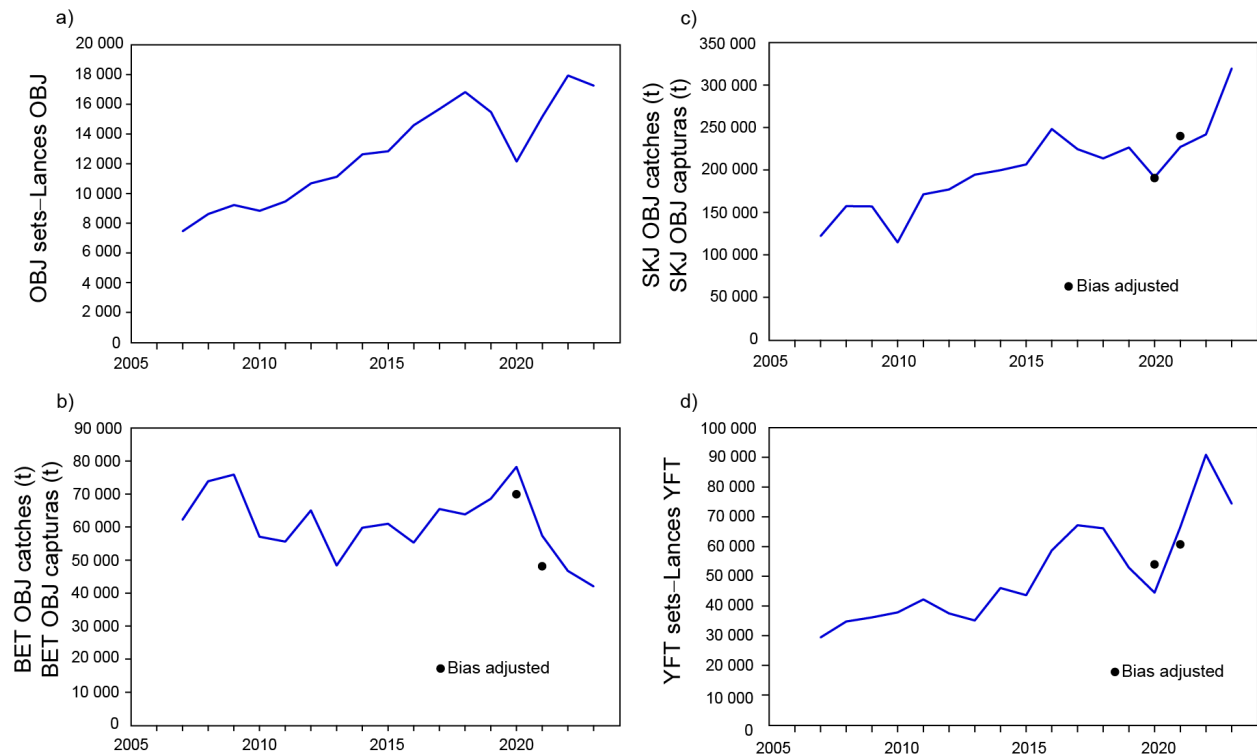 a)
OBJ sets–Lances OBJ
20 000
18 000
16 000
14 000
12 000
10 000
8 000
6 000
4 000
2 000
0
2005 2010 2015 2020
c)
SKJ OBJ catches (t)
SKJ OBJ capturas (t)
350 000
300 000
250 000
200 000
150 000
100 000
50 000
0
Bias adjusted
2005 2010 2015 2020
b)
BET OBJ catches (t)
BET OBJ capturas (t)
90 000
80 000
70 000
60 000
50 000
40 000
30 000
20 000
10 000
0
Bias adjusted
2005 2010 2015 2020
d)
YFT sets–Lances YFT
100 000
90 000
80 000
70 000
60 000
50 000
40 000
30 000
20 000
10 000
0
Bias adjusted
2005 2010 2015 2020